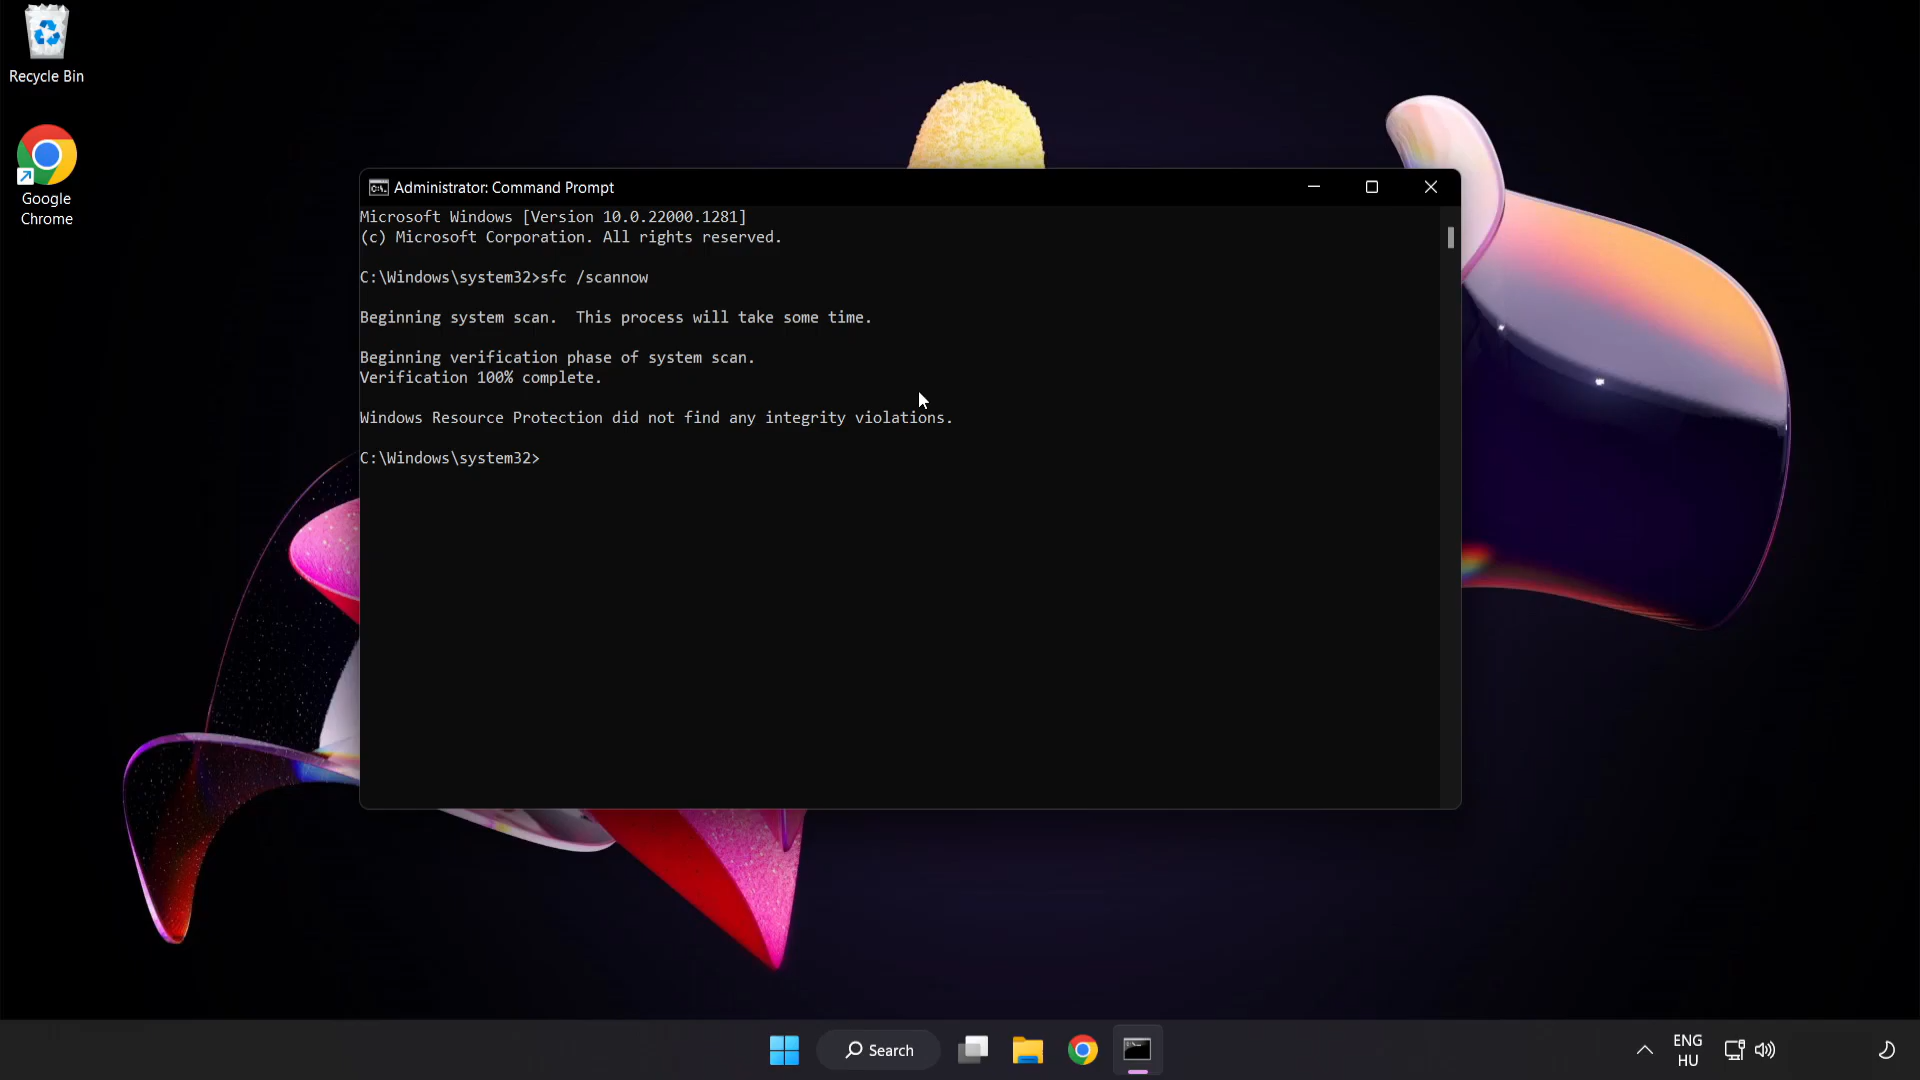 Recycle Bin
Google
Chrome
Administrator: Command Prompt
Microsoft Windows [Version 10.0.22000.1281]
(c) Microsoft Corporation. All rights reserved.
C:\Windows\system32>sfc /scannow
Beginning system scan.  This process will take some time.
Beginning verification phase of system scan.
Verification 100% complete.
Windows Resource Protection did not find any integrity violations.
C:\Windows\system32>
Search
ENG
HU